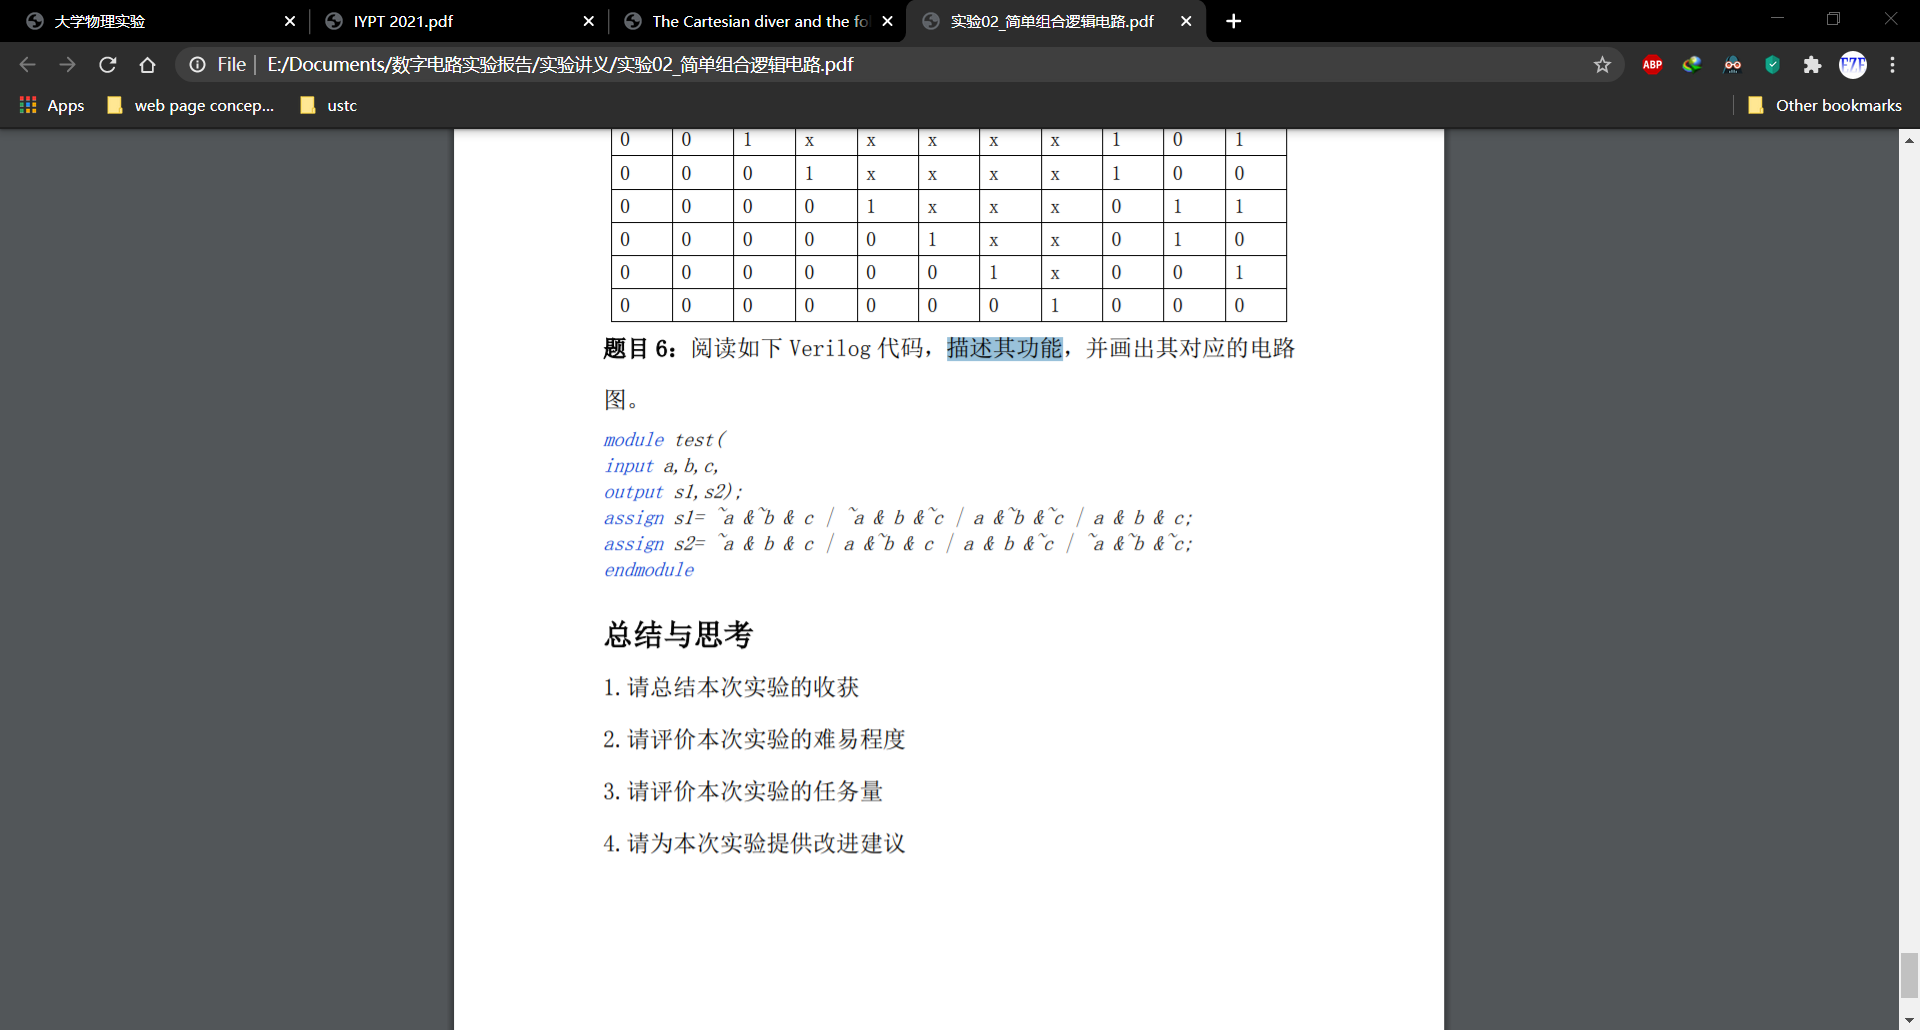 大学物理实验
IYPT 2021.pdf
The Cartesian diver and the fo
实验02_简单组合逻辑电路.pdf
File
E:/Documents/数字电路实验报告/实验讲义/实验02_简单组合逻辑电路.pdf
ABP
FZF
Apps
web page concep...
ustc
Other bookmarks
0 0 1 x x x x x 1 0 1
0 0 0 1 x x x x 1 0 0
0 0 0 0 1 x x x 0 1 1
0 0 0 0 0 1 x x 0 1 0
0 0 0 0 0 0 1 x 0 0 1
0 0 0 0 0 0 0 1 0 0 0
题目 6：阅读如下 Verilog 代码，描述其功能，并画出其对应的电路
图。
module test(
input a,b,c,
output s1,s2);
assign s1= ~a &~b & c | ~a & b &~c | a &~b &~c | a & b & c;
assign s2= ~a & b & c | a &~b & c | a & b &~c | ~a &~b &~c;
endmodule
总结与思考
1.请总结本次实验的收获
2.请评价本次实验的难易程度
3.请评价本次实验的任务量
4.请为本次实验提供改进建议